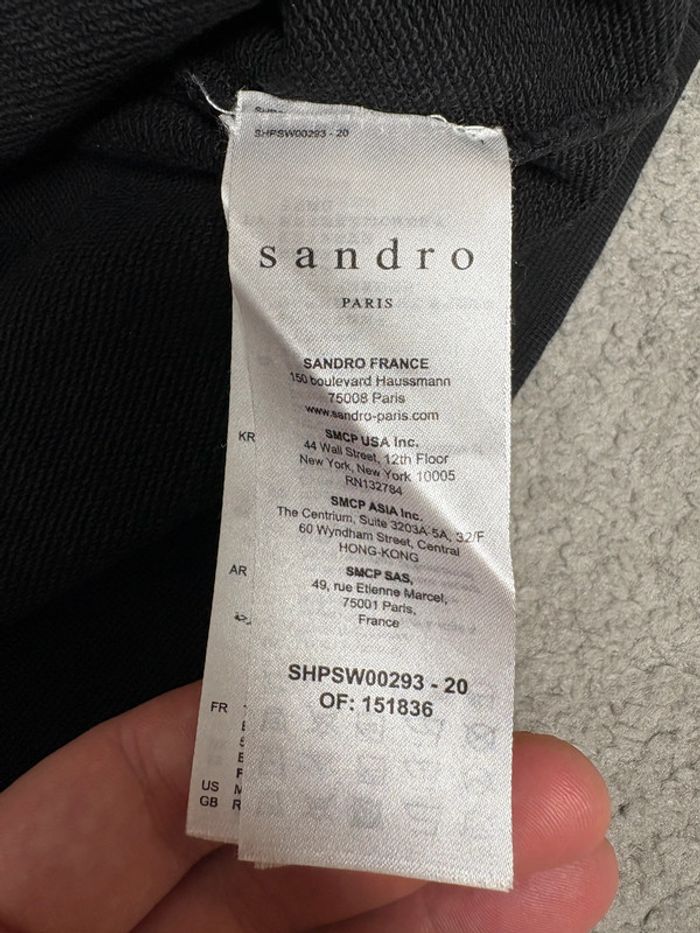 SHPSW00293 - 20
sandro
PARIS
SANDRO FRANCE
150 boulevard Haussmann
75008 Paris
www.sandro-paris.com
SMCP USA Inc.
44 Wall Street, 12th Floor
New York, New York 10005
RN132784
SMCP ASIA Inc.
The Centrium, Suite 3203A-5A, 32/F
60 Wyndham Street, Central
HONG-KONG
SMCP SAS,
49, rue Etienne Marcel,
75001 Paris,
France
SHPSW00293 - 20
OF: 151836
KR
AR
FR
US
GB